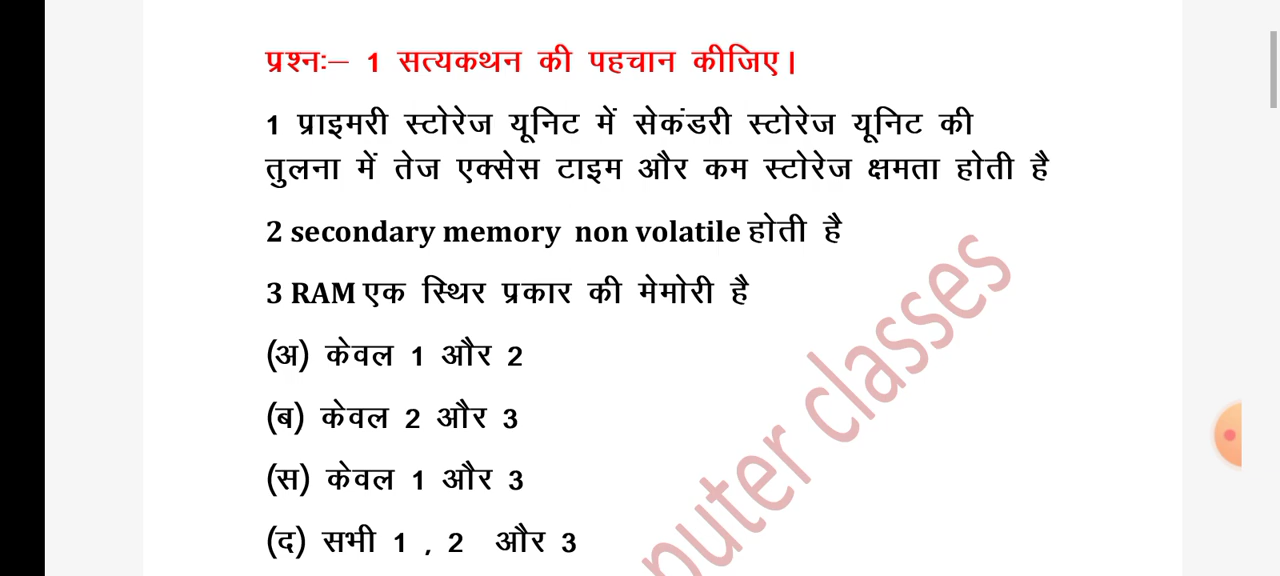 प्रश्नः– 1 सत्यकथन की पहचान कीजिए।
1 प्राइमरी स्टोरेज यूनिट में सेकंडरी स्टोरेज यूनिट की
तुलना में तेज एक्सेस टाइम और कम स्टोरेज क्षमता होती है
2 secondary memory non volatile होती है
3 RAM एक स्थिर प्रकार की मेमोरी है
(अ) केवल 1 और 2
(ब) केवल 2 और 3
(स) केवल 1 और 3
(द) सभी 1 , 2 और 3
puter classes